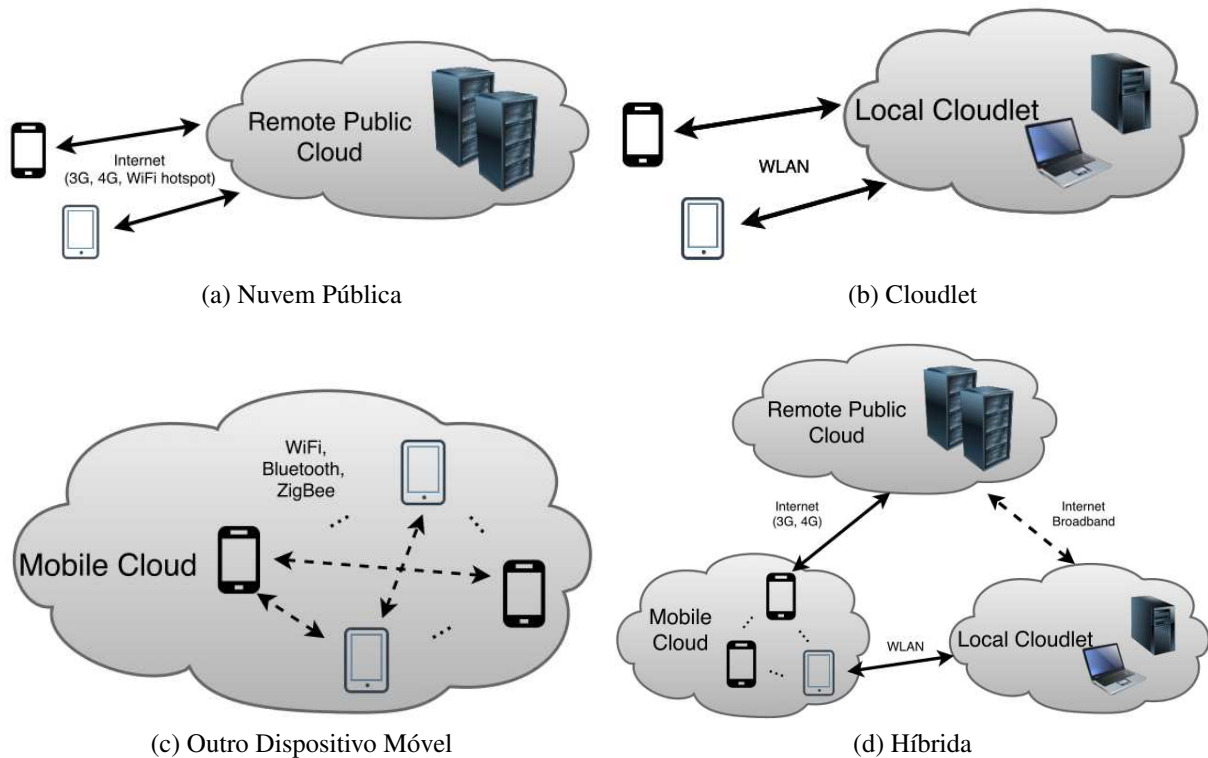 Remote Public
Cloud
Internet
(3G, 4G, WiFi hotspot)
(a) Nuvem Pública
Local Cloudlet
WLAN
(b) Cloudlet
WiFi,
Bluetooth,
ZigBee
Mobile Cloud
(c) Outro Dispositivo Móvel
Remote Public
Cloud
Internet
(3G, 4G)
Internet
Broadband
Mobile
Cloud
WLAN
Local Cloudlet
(d) Híbrida